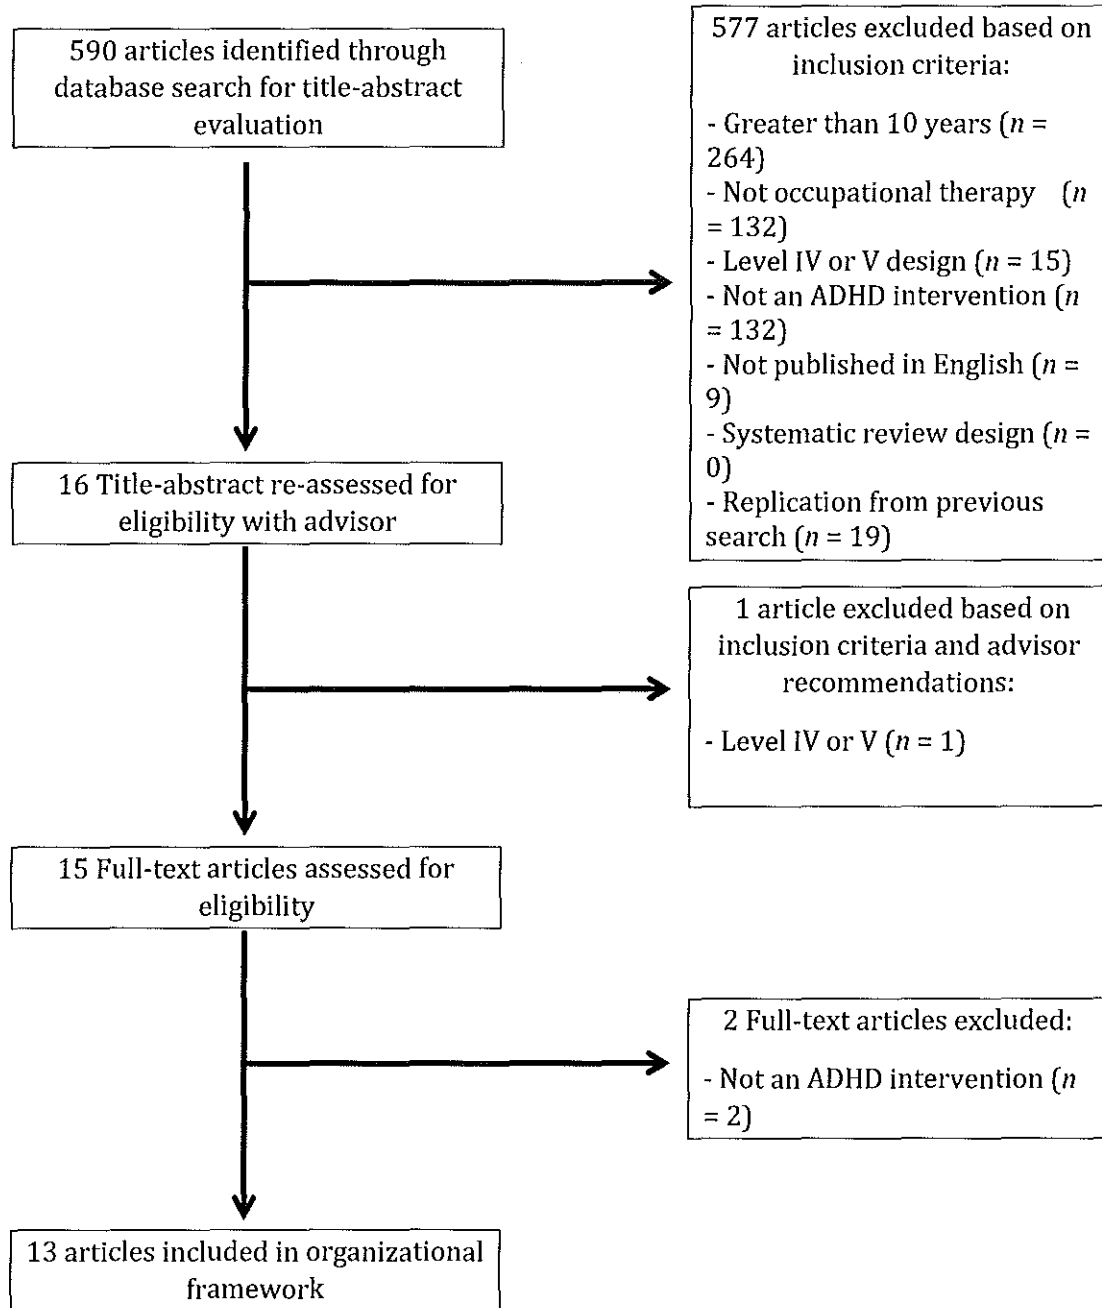 590 articles identified through
database search for title-abstract
evaluation
577 articles excluded based on
inclusion criteria:
- Greater than 10 years (n =
264)
- Not occupational therapy (n
= 132)
- Level IV or V design (n = 15)
- Not an ADHD intervention (n
= 132)
- Not published in English (n =
9)
- Systematic review design (n =
0)
- Replication from previous
search (n = 19)
16 Title-abstract re-assessed for
eligibility with advisor
1 article excluded based on
inclusion criteria and advisor
recommendations:
- Level IV or V (n = 1)
15 Full-text articles assessed for
eligibility
2 Full-text articles excluded:
- Not an ADHD intervention (n
= 2)
13 articles included in organizational
framework